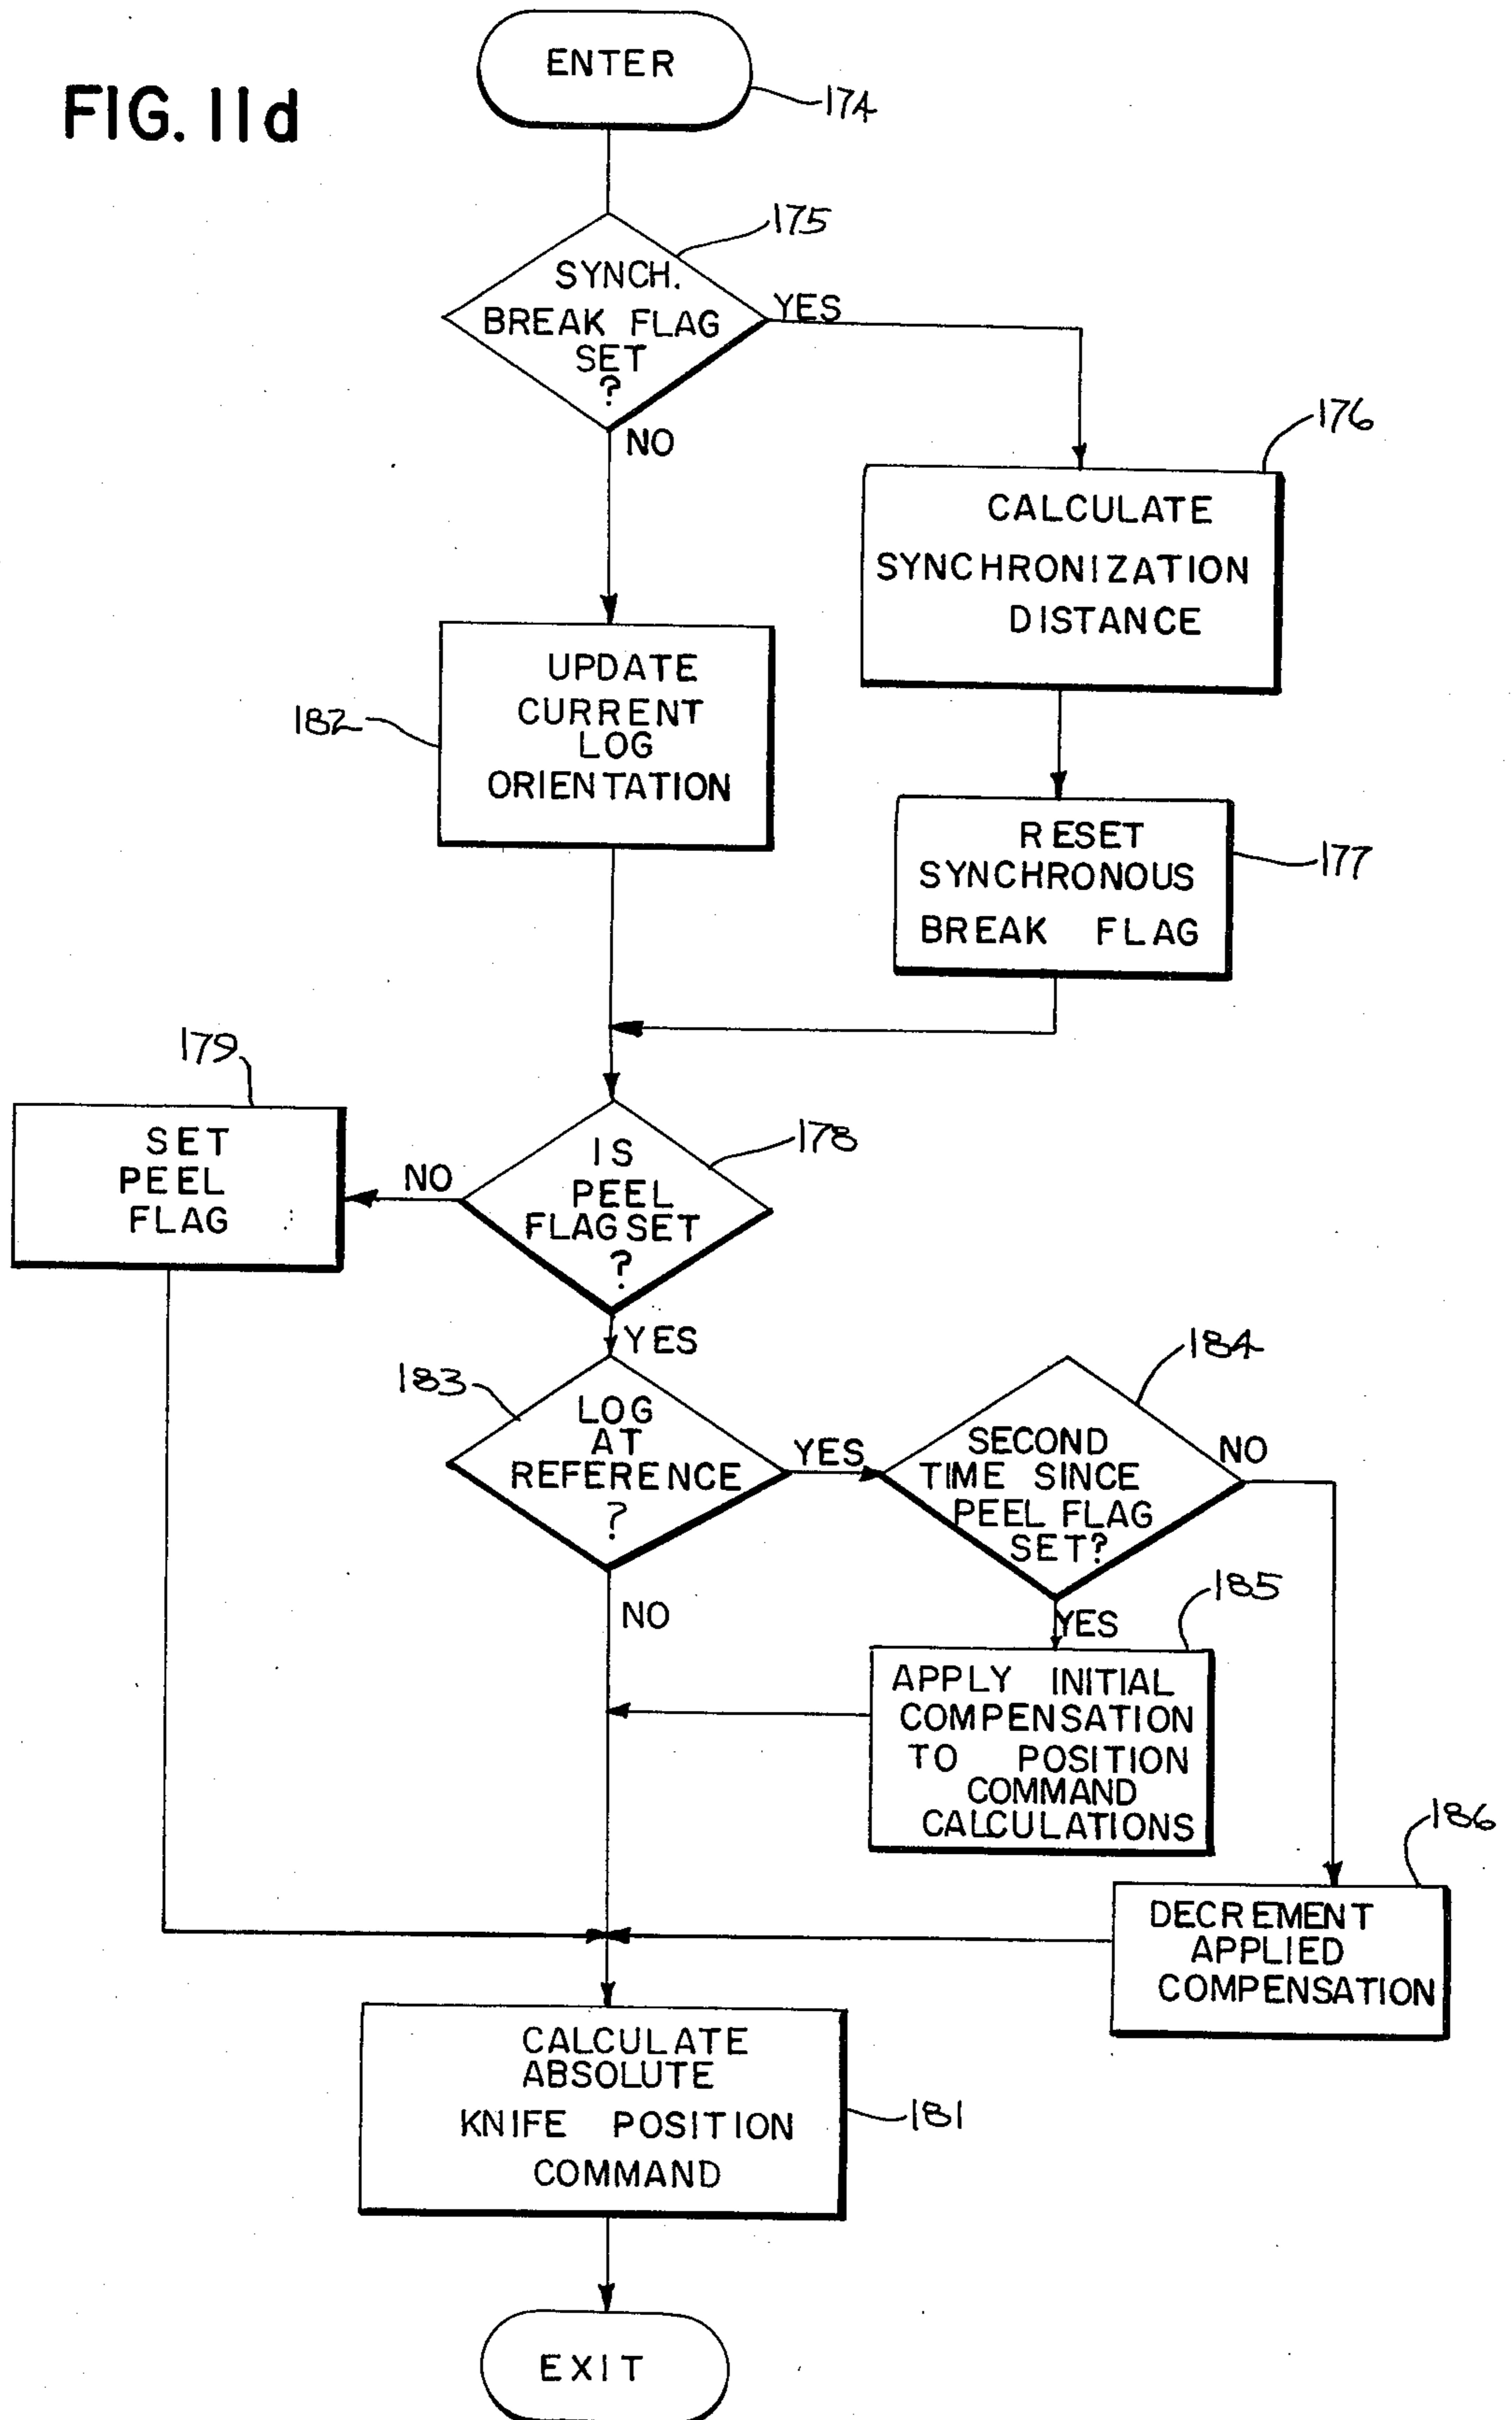 FIG. 11d
ENTER
174
175
SYNCH.
BREAK FLAG
SET
?
YES
NO
176
CALCULATE
SYNCHRONIZATION
DISTANCE
UPDATE
CURRENT
LOG
ORIENTATION
182
RESET
SYNCHRONOUS
BREAK FLAG
177
179
SET
PEEL
FLAG
NO
IS
PEEL
FLAG SET
?
178
YES
183
LOG
AT
REFERENCE
?
YES
184
SECOND
TIME SINCE
PEEL FLAG
SET?
NO
NO
YES
185
APPLY INITIAL
COMPENSATION
TO POSITION
COMMAND
CALCULATIONS
186
DECREMENT
APPLIED
COMPENSATION
CALCULATE
ABSOLUTE
KNIFE POSITION
COMMAND
181
EXIT